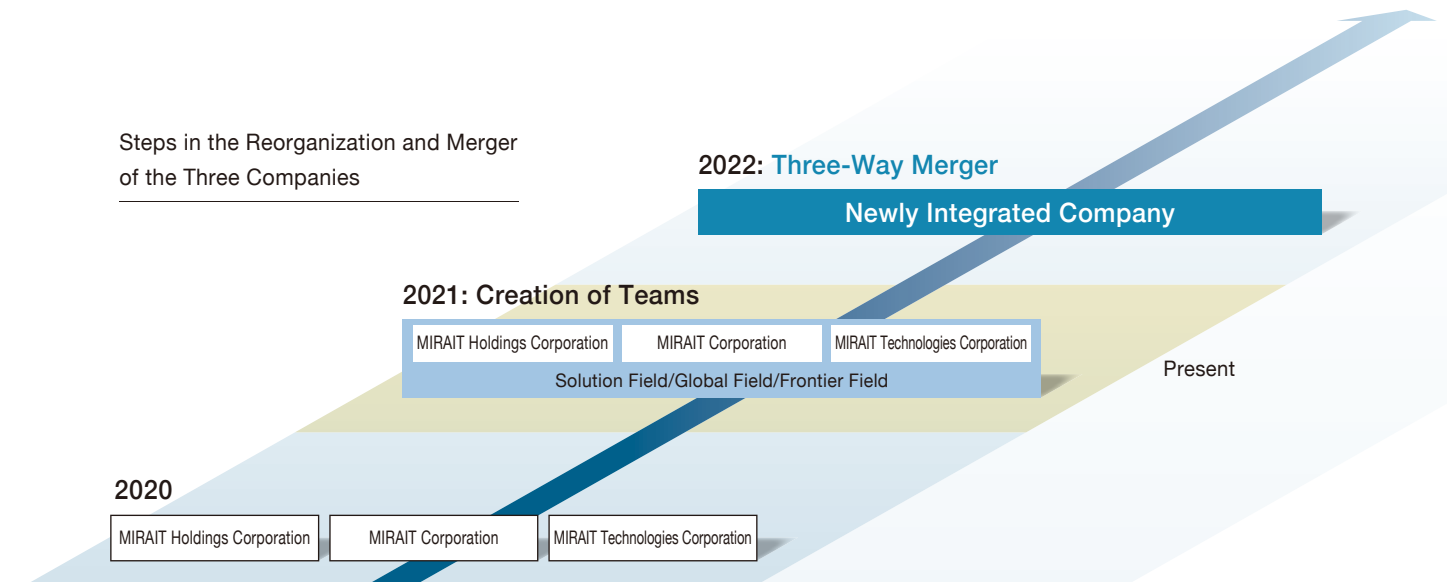 Steps in the Reorganization and Merger
of the Three Companies
2022: Three-Way Merger
Newly Integrated Company
2021: Creation of Teams
MIRAIT Holdings Corporation
MIRAIT Corporation
MIRAIT Technologies Corporation
Solution Field/Global Field/Frontier Field
Present
2020
MIRAIT Holdings Corporation
MIRAIT Corporation
MIRAIT Technologies Corporation